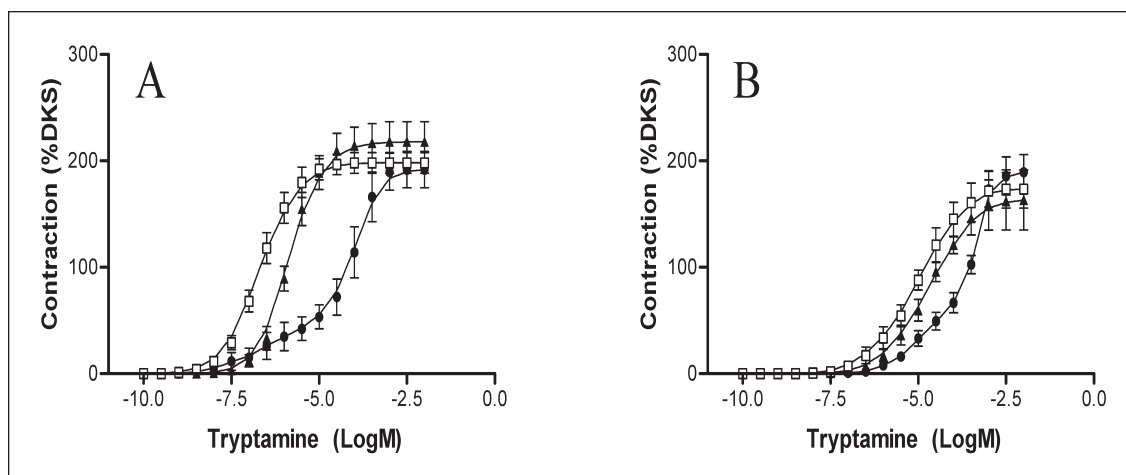 A
300
200
100
0
Contraction (%DKS)
-10.0 -7.5 -5.0 -2.5 0.0
Tryptamine (LogM)
B
300
200
100
0
Contraction (%DKS)
-10.0 -7.5 -5.0 -2.5 0.0
Tryptamine (LogM)